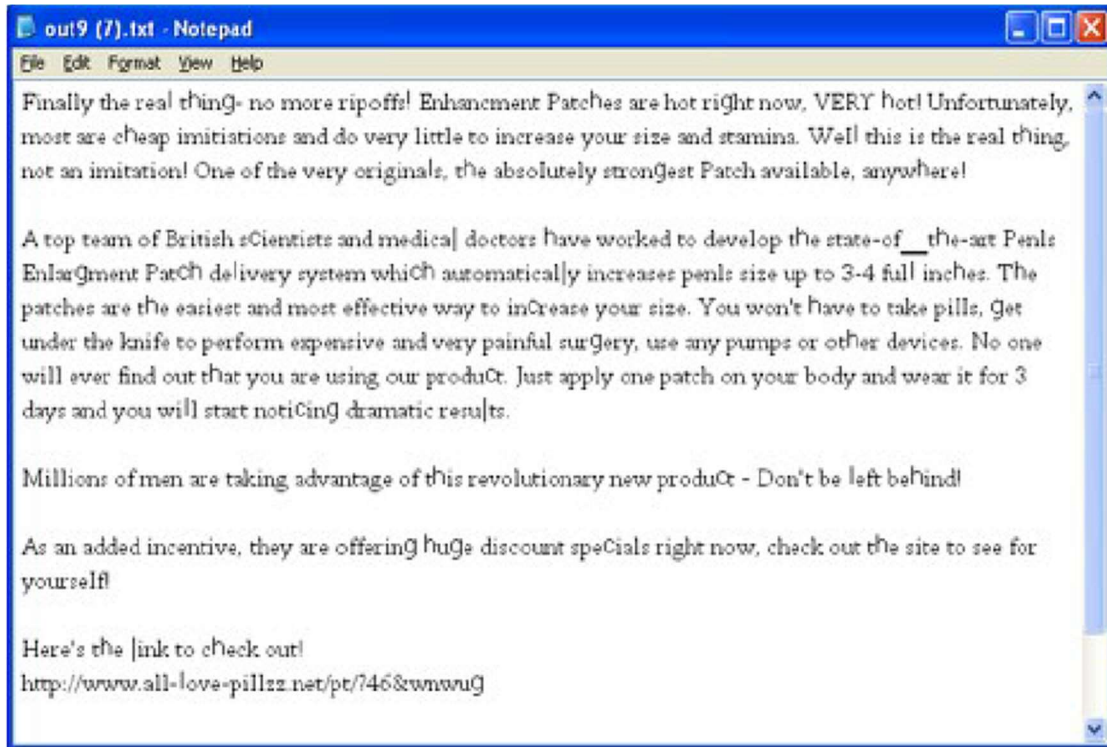 out9 (7).txt - Notepad
File Edit Format View Help
Finally the real thing- no more ripoffs! Enhancment Patches are hot right now, VERY hot! Unfortunately,
most are cheap imitiations and do very little to increase your size and stamina. Well this is the real thing,
not an imitation! One of the very originals, the absolutely strongest Patch available, anywhere!
A top team of British scientists and medica| doctors have worked to develop the state-of__the-art Penls
Enlargment Patch delivery system which automatical|y increases penls size up to 3-4 full inches. The
patches are the easiest and most effective way to increase your size. You won't have to take pills, get
under the knife to perform expensive and very painful surgery, use any pumps or other devices. No one
will ever find out that you are using our product. Just apply one patch on your body and wear it for 3
days and you will start noticing dramatic resu|ts.
Millions of men are taking advantage of this revolutionary new product - Don't be left behind!
As an added incentive, they are offering huge discount specials right now, check out the site to see for
yourself!
Here's the |ink to check out!
http://www.all-love-pillzz.net/pt/?46&wnwug